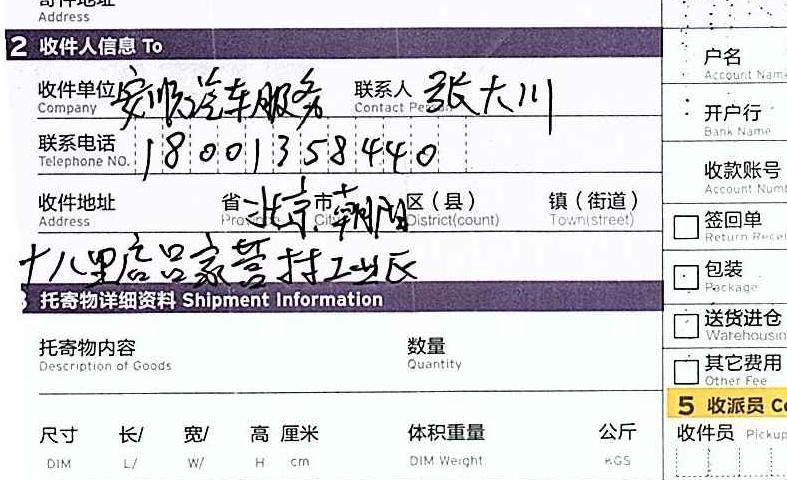 寄件地址
Address
2 收件人信息 To
收件单位 安顺汽车服务 联系人 张大川
Company Contact Person
联系电话 18001358440
Telephone NO.
收件地址 省 北京 市 朝阳 区（县） 镇（街道）
Address Province City District(count) Town(street)
十八里店吕家营村工业区
3 托寄物详细资料 Shipment Information
托寄物内容 数量
Description of Goods Quantity
尺寸 长/ 宽/ 高 厘米 体积重量 公斤
DIM L/ W/ H cm DIM Weight KGS
户名
Account Name
开户行
Bank Name
收款账号
Account Numb
签回单
Return Recei
包装
Package
送货进仓
Warehousin
其它费用
Other Fee
5 收派员 Co
收件员 Pickup